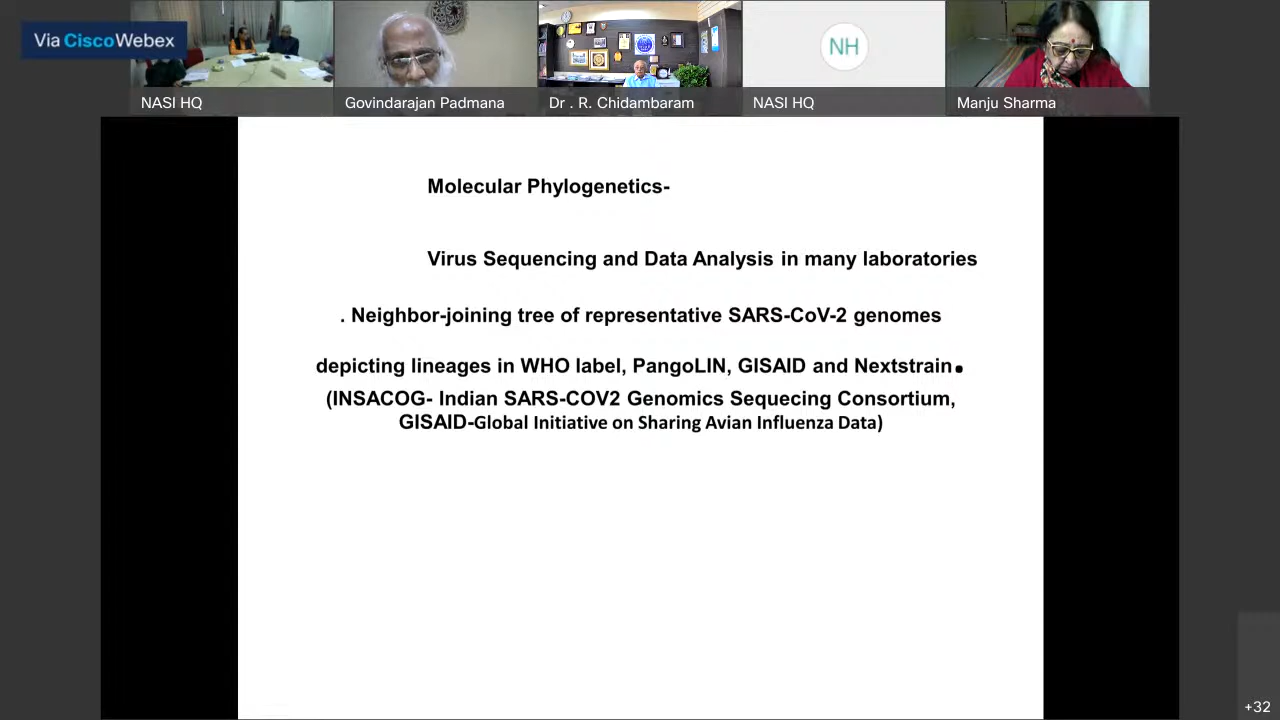 Via CiscoWebex
NH
NASI HQ
Govindarajan Padmana
Dr . R. Chidambaram
NASI HQ
Manju Sharma
Molecular Phylogenetics-
Virus Sequencing and Data Analysis in many laboratories
. Neighbor-joining tree of representative SARS-CoV-2 genomes
depicting lineages in WHO label, PangoLIN, GISAID and Nextstrain.
(INSACOG- Indian SARS-COV2 Genomics Sequecing Consortium,
GISAID-Global Initiative on Sharing Avian Influenza Data)
+32